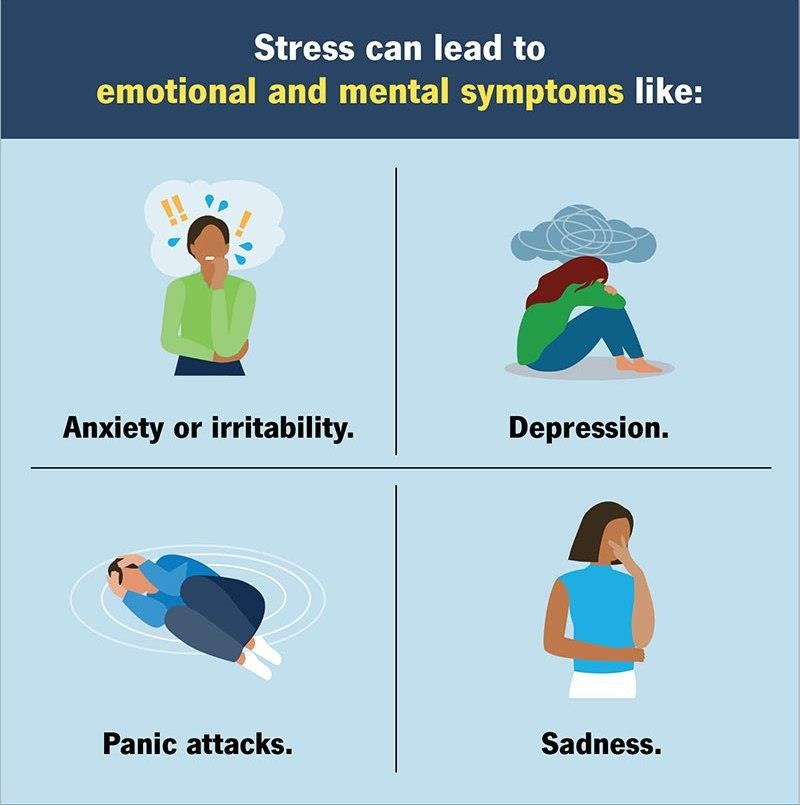 Stress can lead to
emotional and mental symptoms like:
Anxiety or irritability.
Depression.
Panic attacks.
Sadness.